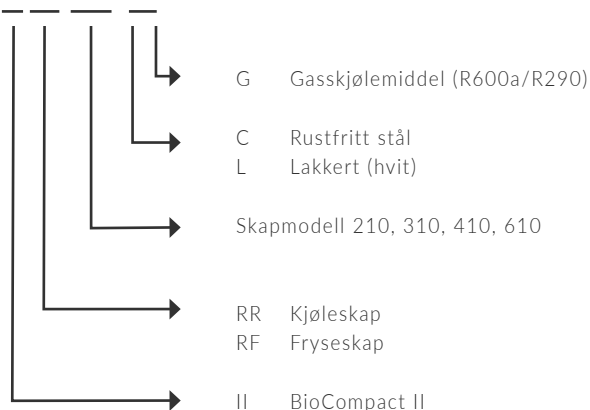 G Gasskjølemiddel (R600a/R290)
C Rustfritt stål
L Lakkert (hvit)
Skapmodell 210, 310, 410, 610
RR Kjøleskap
RF Fryseskap
II BioCompact II